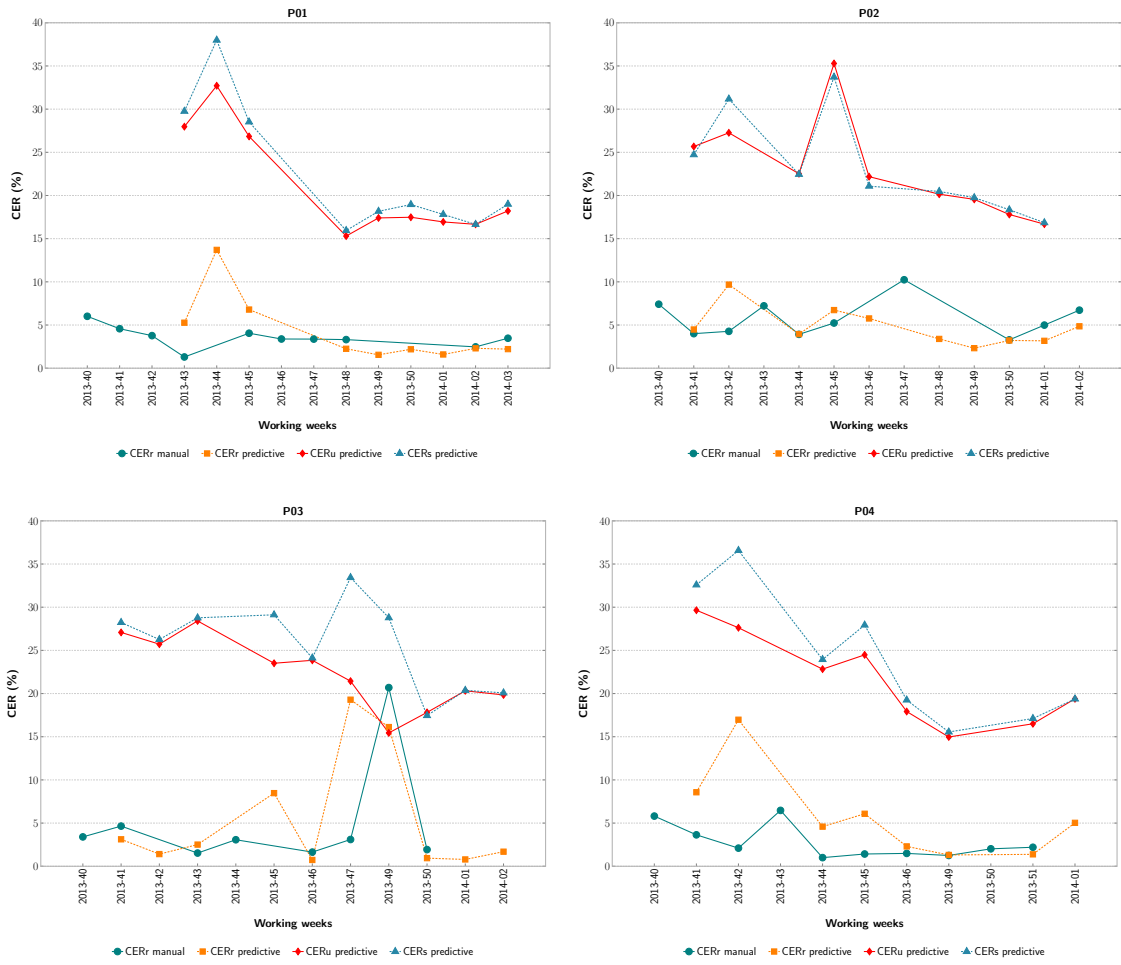 P01
40
35
30
25
20
15
10
5
0
CER (%)
2013-40 2013-41 2013-42 2013-43 2013-44 2013-45 2013-46 2013-47 2013-48 2013-49 2013-50 2014-01 2014-02 2014-03
Working weeks
CERr manual CERr predictive CERu predictive CERs predictive
P02
40
35
30
25
20
15
10
5
0
CER (%)
2013-40 2013-41 2013-42 2013-43 2013-44 2013-45 2013-46 2013-47 2013-48 2013-49 2013-50 2014-01 2014-02
Working weeks
CERr manual CERr predictive CERu predictive CERs predictive
P03
40
35
30
25
20
15
10
5
0
CER (%)
2013-40 2013-41 2013-42 2013-43 2013-44 2013-45 2013-46 2013-47 2013-49 2013-50 2014-01 2014-02
Working weeks
CERr manual CERr predictive CERu predictive CERs predictive
P04
40
35
30
25
20
15
10
5
0
CER (%)
2013-40 2013-41 2013-42 2013-43 2013-44 2013-45 2013-46 2013-49 2013-50 2013-51 2014-01
Working weeks
CERr manual CERr predictive CERu predictive CERs predictive